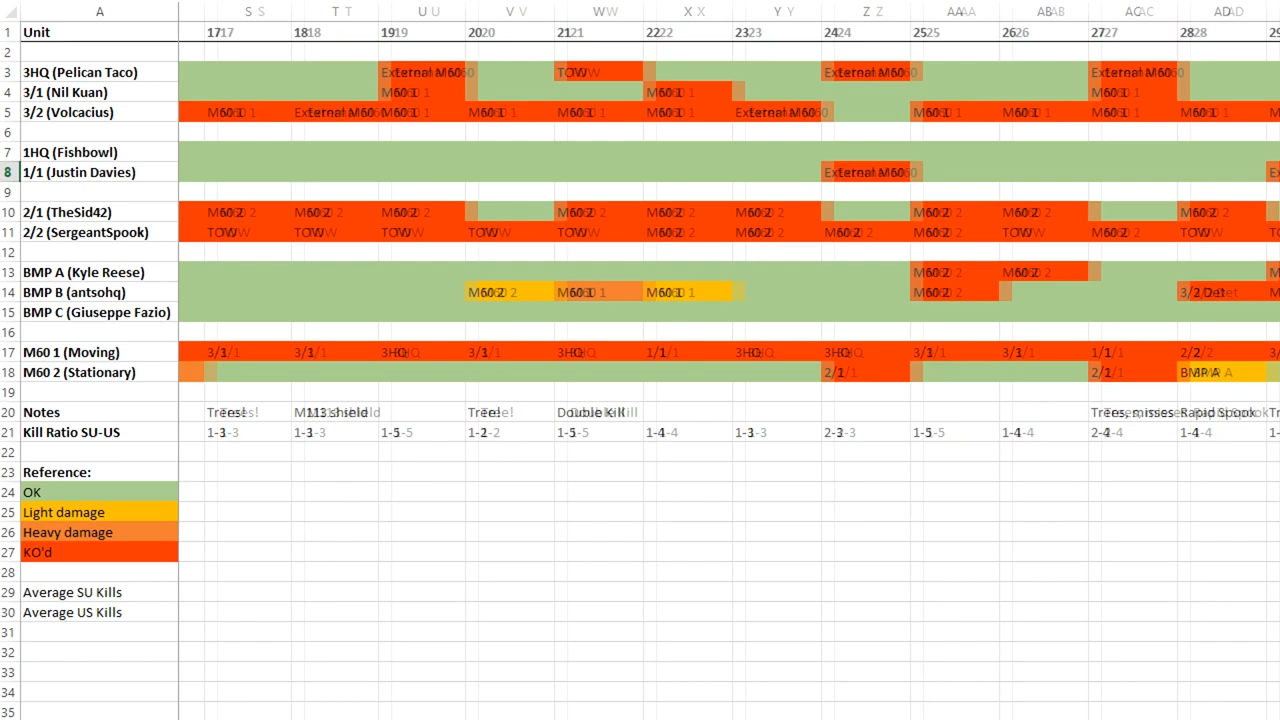 A S T U V W X Y Z AA AB AC AD
1 Unit 17 18 19 20 21 22 23 24 25 26 27 28 29
2
3 3HQ (Pelican Taco) External M60 TOW External M60 External M60
4 3/1 (Nil Kuan) M60 1 M60 1 M60 1
5 3/2 (Volcacius) M60 1 External M60 M60 1 M60 1 M60 1 M60 1 External M60 M60 1 M60 1 M60 1 M60 1
6
7 1HQ (Fishbowl)
8 1/1 (Justin Davies) External M60
9
10 2/1 (TheSid42) M60 2 M60 2 M60 2 M60 2 M60 2 M60 2 M60 2 M60 2 M60 2
11 2/2 (SergeantSpook) TOW TOW TOW TOW TOW M60 2 M60 2 M60 2 M60 2 TOW M60 2 TOW
12
13 BMP A (Kyle Reese) M60 2 M60 2
14 BMP B (antsohq) M60 2 M60 1 M60 1 M60 2 3/2 Det
15 BMP C (Giuseppe Fazio)
16
17 M60 1 (Moving) 3/1 3/1 3HQ 3/1 3HQ 1/1 3HQ 3HQ 3/1 3/1 1/1 2/2
18 M60 2 (Stationary) 2/1 2/1 BMP A
19
20 Notes Trees! M113 shield Tree! Double Kill Rapid Spook
21 Kill Ratio SU-US 1-3 1-3 1-5 1-2 1-5 1-4 1-3 2-3 1-5 1-4 2-4 1-4
22
23 Reference:
24 OK
25 Light damage
26 Heavy damage
27 KO'd
28
29 Average SU Kills
30 Average US Kills
31
32
33
34
35